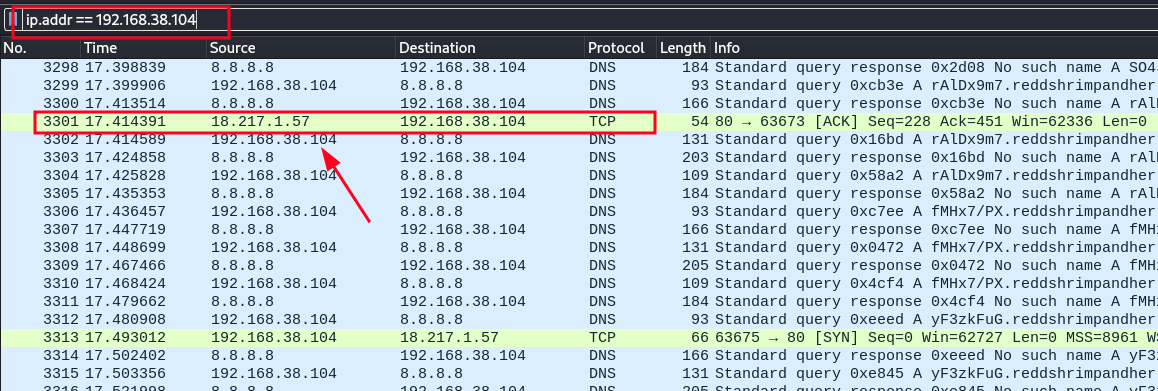 ip.addr == 192.168.38.104
No. Time Source Destination Protocol Length Info
3298 17.398839 8.8.8.8 192.168.38.104 DNS 184 Standard query response 0x2d08 No such name A SO4
3299 17.399906 192.168.38.104 8.8.8.8 DNS 93 Standard query 0xcb3e A rAlDx9m7.reddshrimpandher
3300 17.413514 8.8.8.8 192.168.38.104 DNS 166 Standard query response 0xcb3e No such name A rAl
3301 17.414391 18.217.1.57 192.168.38.104 TCP 54 80 → 63673 [ACK] Seq=228 Ack=451 Win=62336 Len=0
3302 17.414589 192.168.38.104 8.8.8.8 DNS 131 Standard query 0x16bd A rAlDx9m7.reddshrimpandher
3303 17.424858 8.8.8.8 192.168.38.104 DNS 203 Standard query response 0x16bd No such name A rAl
3304 17.425828 192.168.38.104 8.8.8.8 DNS 109 Standard query 0x58a2 A rAlDx9m7.reddshrimpandher
3305 17.435353 8.8.8.8 192.168.38.104 DNS 184 Standard query response 0x58a2 No such name A rAl
3306 17.436457 192.168.38.104 8.8.8.8 DNS 93 Standard query 0xc7ee A fMHx7/PX.reddshrimpandher
3307 17.447719 8.8.8.8 192.168.38.104 DNS 166 Standard query response 0xc7ee No such name A fMH
3308 17.448699 192.168.38.104 8.8.8.8 DNS 131 Standard query 0x0472 A fMHx7/PX.reddshrimpandher
3309 17.467466 8.8.8.8 192.168.38.104 DNS 205 Standard query response 0x0472 No such name A fMH
3310 17.468424 192.168.38.104 8.8.8.8 DNS 109 Standard query 0x4cf4 A fMHx7/PX.reddshrimpandher
3311 17.479662 8.8.8.8 192.168.38.104 DNS 184 Standard query response 0x4cf4 No such name A fMH
3312 17.480908 192.168.38.104 8.8.8.8 DNS 93 Standard query 0xeeed A yF3zkFuG.reddshrimpandher
3313 17.493012 192.168.38.104 18.217.1.57 TCP 66 63675 → 80 [SYN] Seq=0 Win=62727 Len=0 MSS=8961 WS
3314 17.502402 8.8.8.8 192.168.38.104 DNS 166 Standard query response 0xeeed No such name A yF3
3315 17.503356 192.168.38.104 8.8.8.8 DNS 131 Standard query 0xe845 A yF3zkFuG.reddshrimpandher
3316 17.521998 8.8.8.8 192.168.38.104 DNS 205 Standard query response 0xe845 No such name A yF3